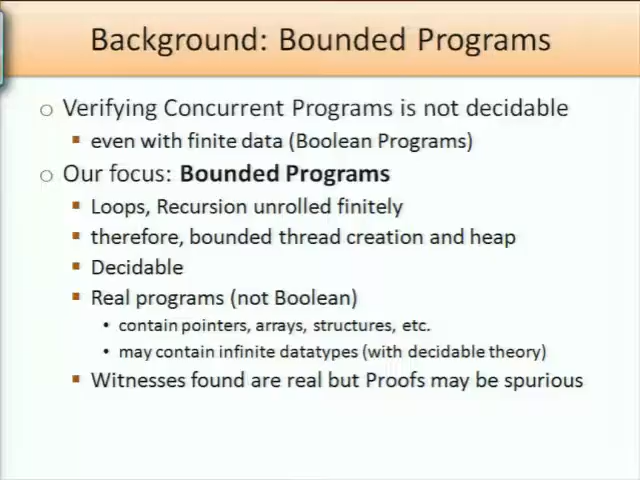 Background: Bounded Programs
Verifying Concurrent Programs is not decidable
even with finite data (Boolean Programs)
Our focus: Bounded Programs
Loops, Recursion unrolled finitely
therefore, bounded thread creation and heap
Decidable
Real programs (not Boolean)
contain pointers, arrays, structures, etc.
may contain infinite datatypes (with decidable theory)
Witnesses found are real but Proofs may be spurious